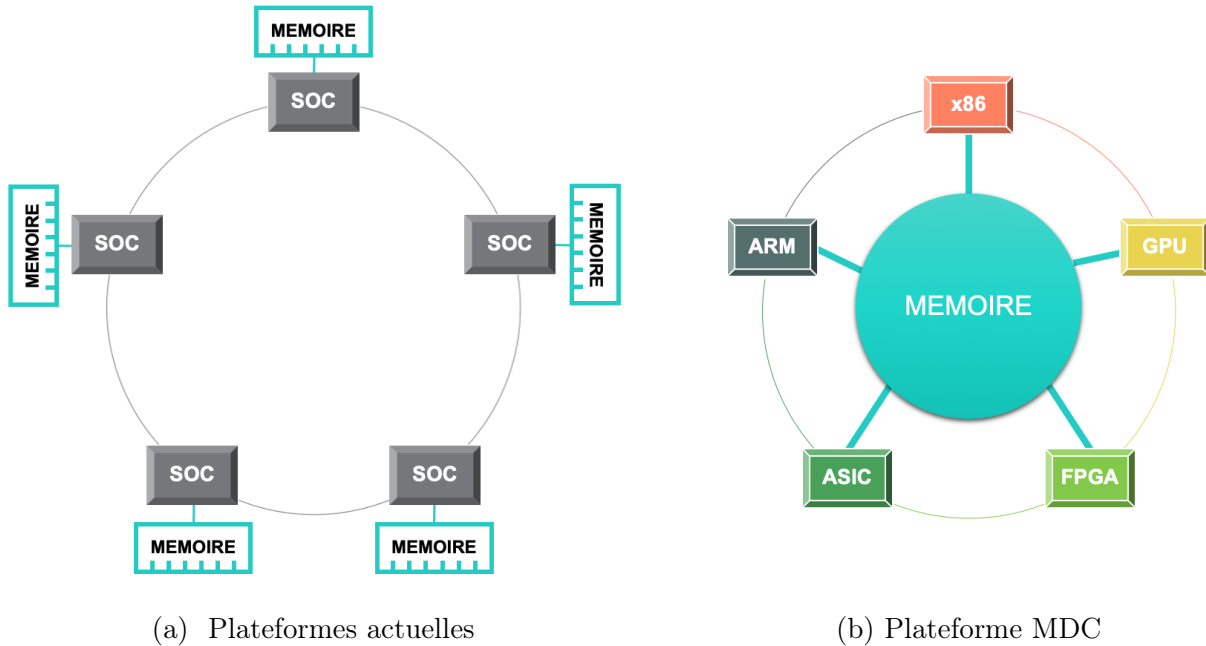 MEMOIRE
SOC
MEMOIRE
SOC
SOC
MEMOIRE
SOC
SOC
MEMOIRE
MEMOIRE
(a) Plateformes actuelles
x86
ARM
GPU
MEMOIRE
ASIC
FPGA
(b) Plateforme MDC